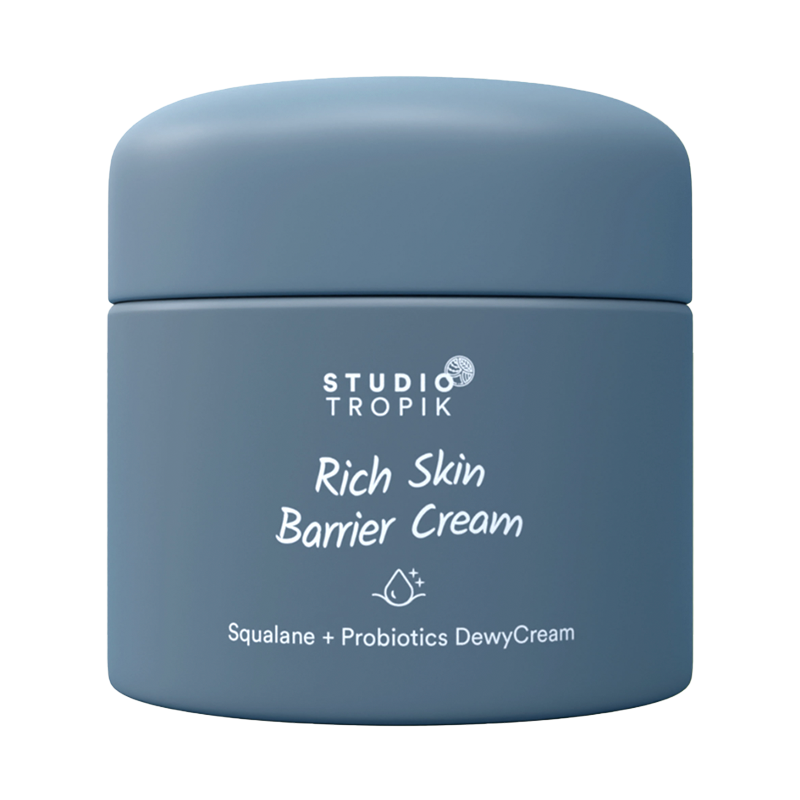 STUDIO
TROPIK
Rich Skin
Barrier Cream
Squalane + Probiotics DewyCream